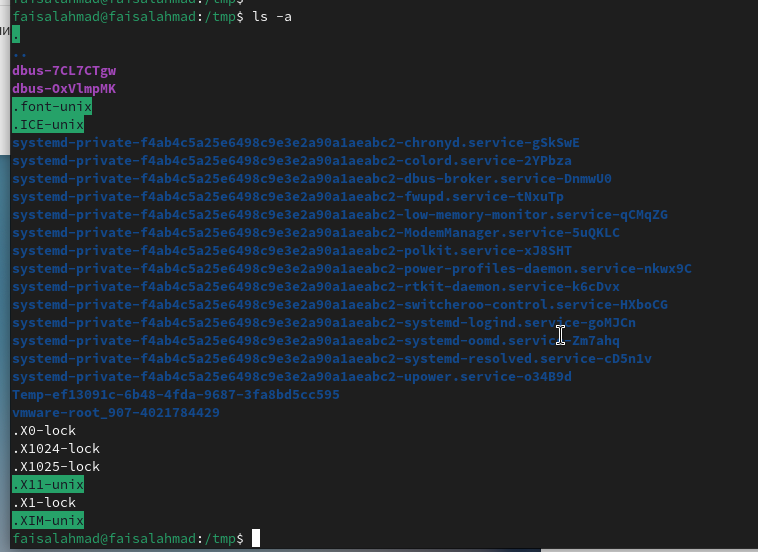 faisalahmad@faisalahmad:/tmp$ ls -a
.
..
dbus-7CL7CTgw
dbus-OxVlmpMK
.font-unix
.ICE-unix
systemd-private-f4ab4c5a25e6498c9e3e2a90a1aeabc2-chronyd.service-gSkSwE
systemd-private-f4ab4c5a25e6498c9e3e2a90a1aeabc2-colord.service-2YPbza
systemd-private-f4ab4c5a25e6498c9e3e2a90a1aeabc2-dbus-broker.service-DnmwU0
systemd-private-f4ab4c5a25e6498c9e3e2a90a1aeabc2-fwupd.service-tNxuTp
systemd-private-f4ab4c5a25e6498c9e3e2a90a1aeabc2-low-memory-monitor.service-qCMqZG
systemd-private-f4ab4c5a25e6498c9e3e2a90a1aeabc2-ModemManager.service-5uQKLC
systemd-private-f4ab4c5a25e6498c9e3e2a90a1aeabc2-polkit.service-xJ8SHT
systemd-private-f4ab4c5a25e6498c9e3e2a90a1aeabc2-power-profiles-daemon.service-nkwx9C
systemd-private-f4ab4c5a25e6498c9e3e2a90a1aeabc2-rtkit-daemon.service-k6cDvx
systemd-private-f4ab4c5a25e6498c9e3e2a90a1aeabc2-switcheroo-control.service-HXboCG
systemd-private-f4ab4c5a25e6498c9e3e2a90a1aeabc2-systemd-logind.service-goMJCn
systemd-private-f4ab4c5a25e6498c9e3e2a90a1aeabc2-systemd-oomd.service-Zm7ahq
systemd-private-f4ab4c5a25e6498c9e3e2a90a1aeabc2-systemd-resolved.service-cD5n1v
systemd-private-f4ab4c5a25e6498c9e3e2a90a1aeabc2-upower.service-o34B9d
Temp-ef13091c-6b48-4fda-9687-3fa8bd5cc595
vmware-root_907-4021784429
.X0-lock
.X1024-lock
.X1025-lock
.X11-unix
.X1-lock
.XIM-unix
faisalahmad@faisalahmad:/tmp$